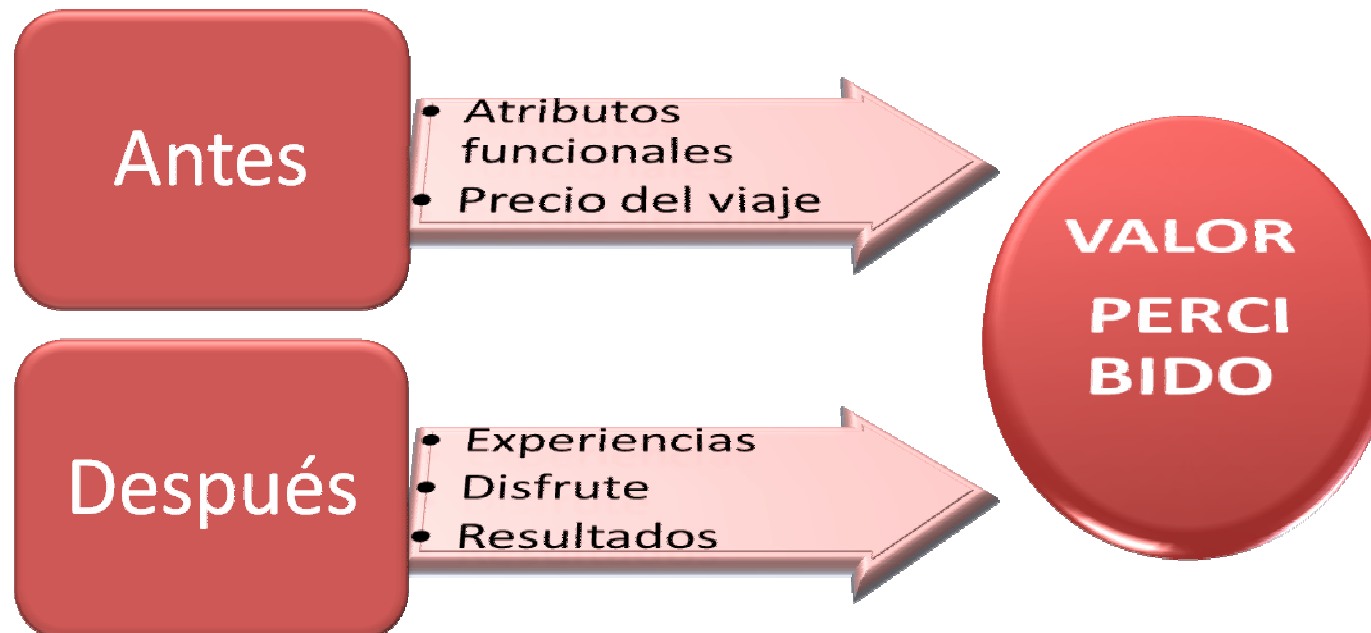 Antes
• Atributos
funcionales
• Precio del viaje
VALOR
PERCI
BIDO
Después
• Experiencias
• Disfrute
• Resultados